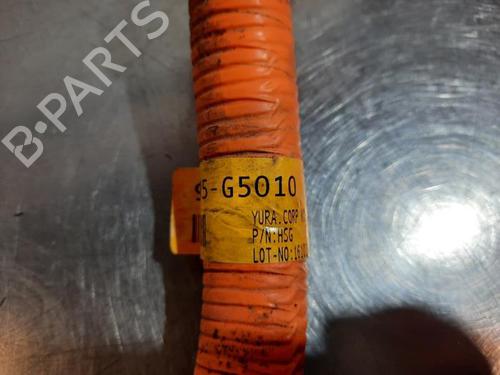 B-PARTS
5-G5010
YURA.CORP
P/N:HSG
LOT-NO: